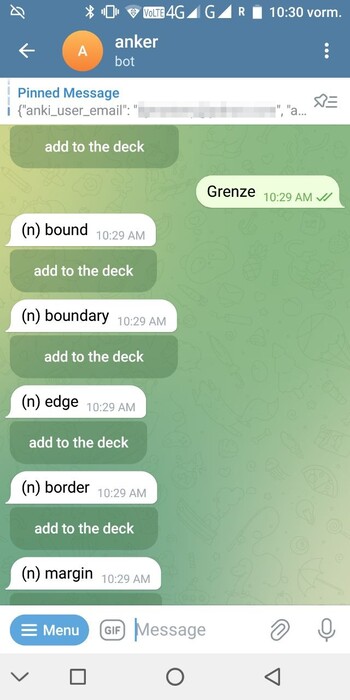 VoLTE 4G G R 10:30 vorm.
A
anker
bot
Pinned Message
{"anki_user_email": " ", "a...
add to the deck
Grenze 10:29 AM
(n) bound 10:29 AM
add to the deck
(n) boundary 10:29 AM
add to the deck
(n) edge 10:29 AM
add to the deck
(n) border 10:29 AM
add to the deck
(n) margin 10:29 AM
Menu GIF Message